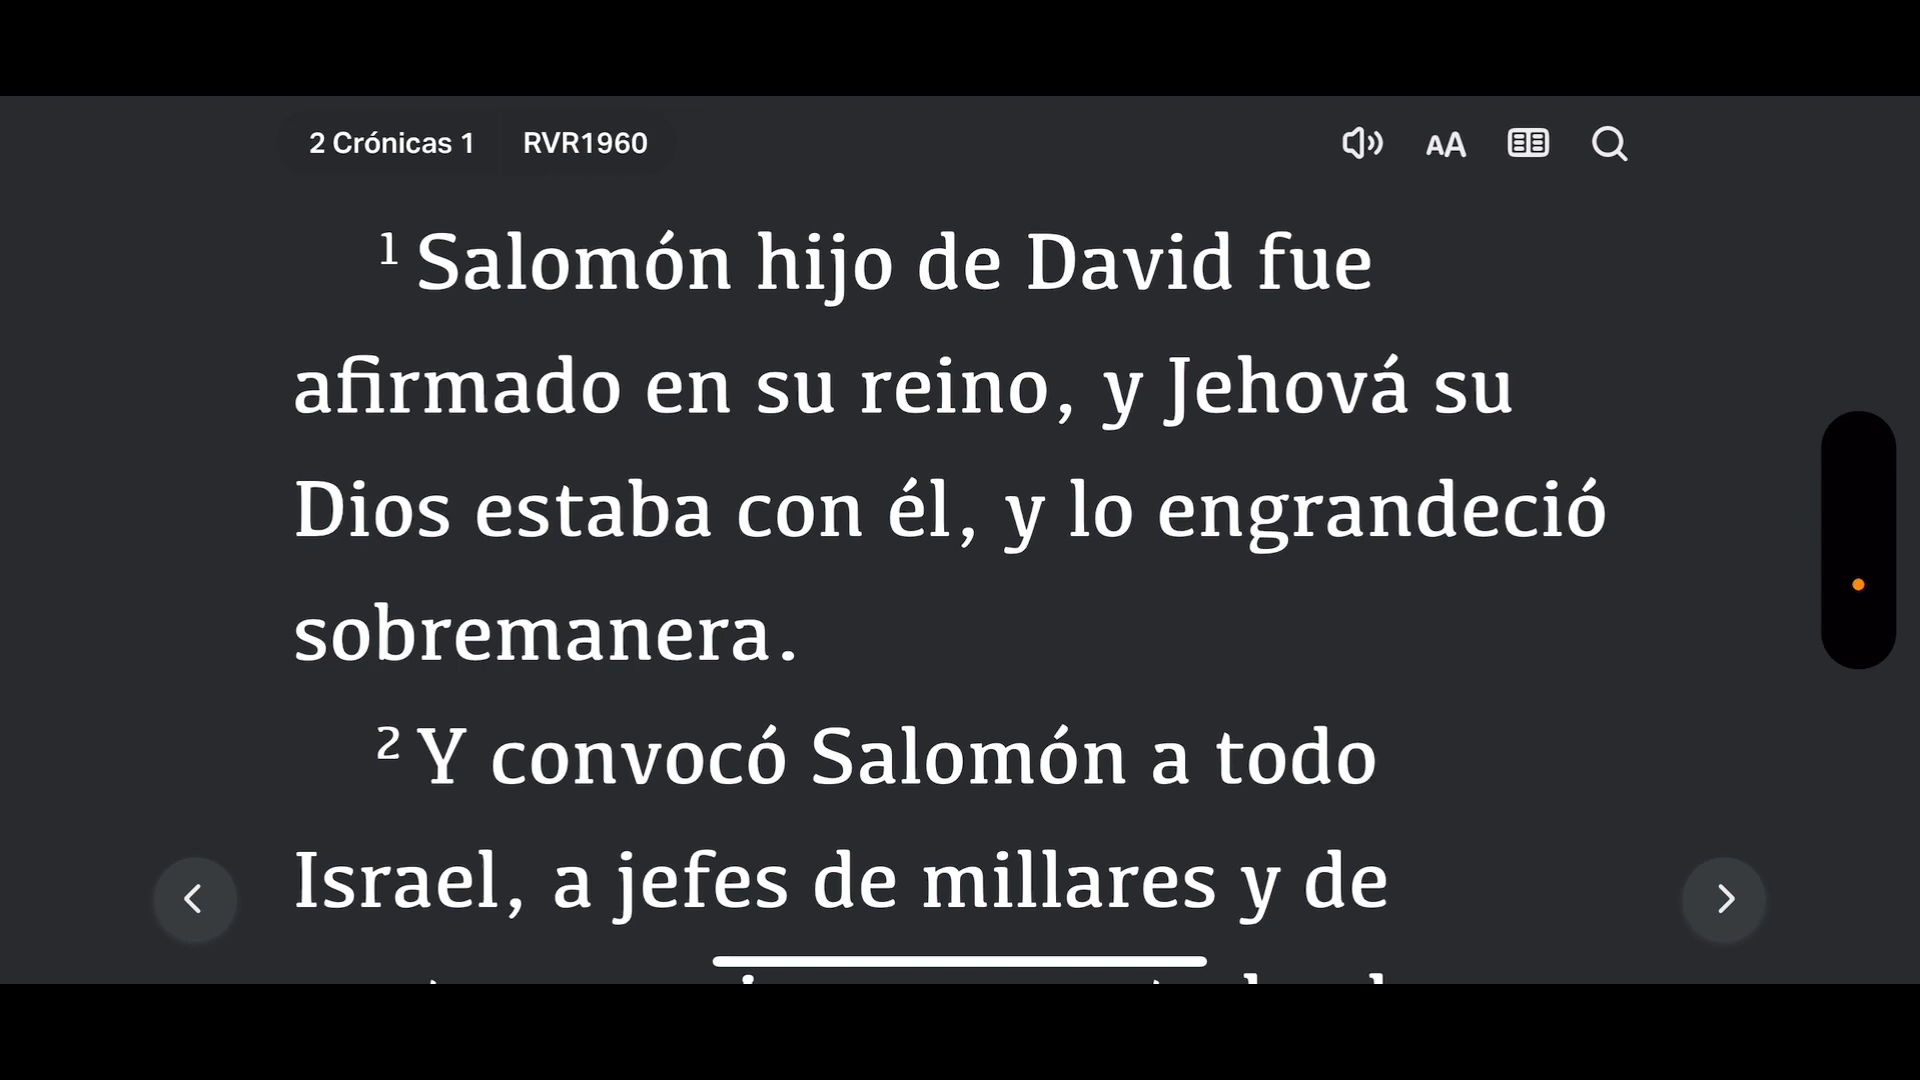 2 Crónicas 1 RVR1960 AA
1 Salomón hijo de David fue
afirmado en su reino, y Jehová su
Dios estaba con él, y lo engrandeció
sobremanera.
2 Y convocó Salomón a todo
Israel, a jefes de millares y de